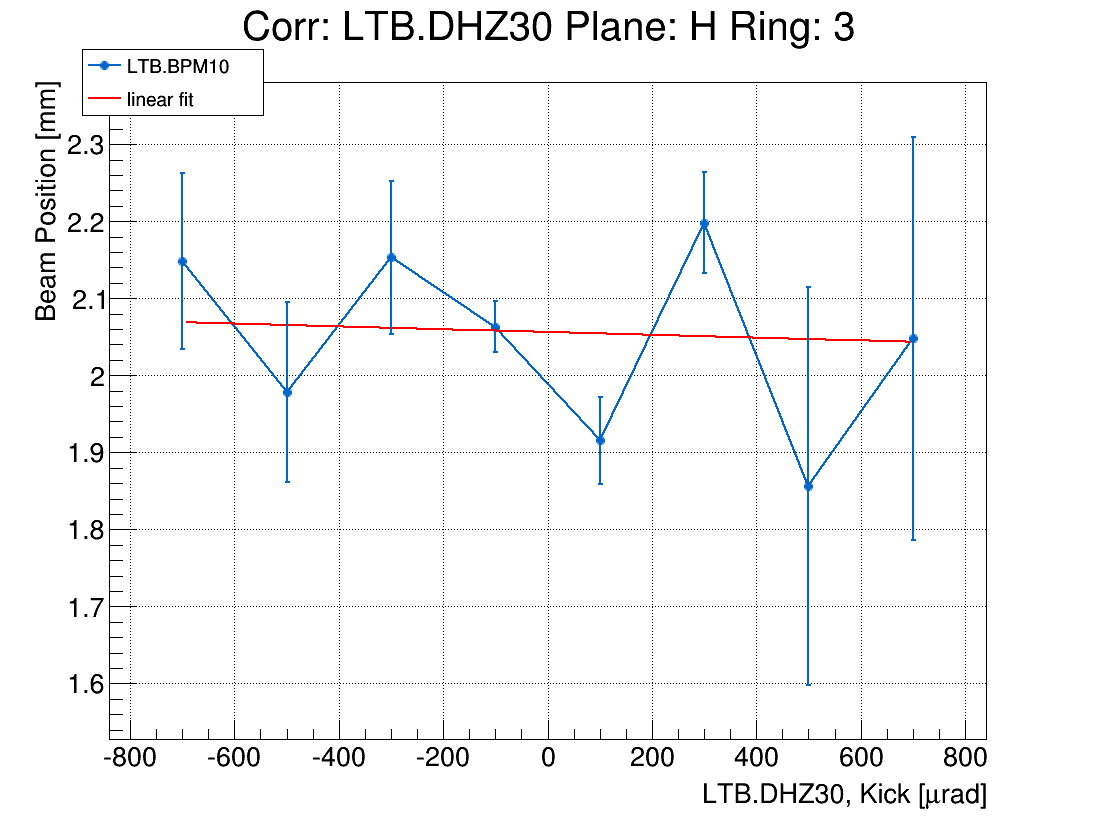 Corr: LTB.DHZ30 Plane: H Ring: 3
LTB.BPM10
linear fit
Beam Position [mm]
2.3
2.2
2.1
2
1.9
1.8
1.7
1.6
-800 -600 -400 -200 0 200 400 600 800
LTB.DHZ30, Kick [μrad]